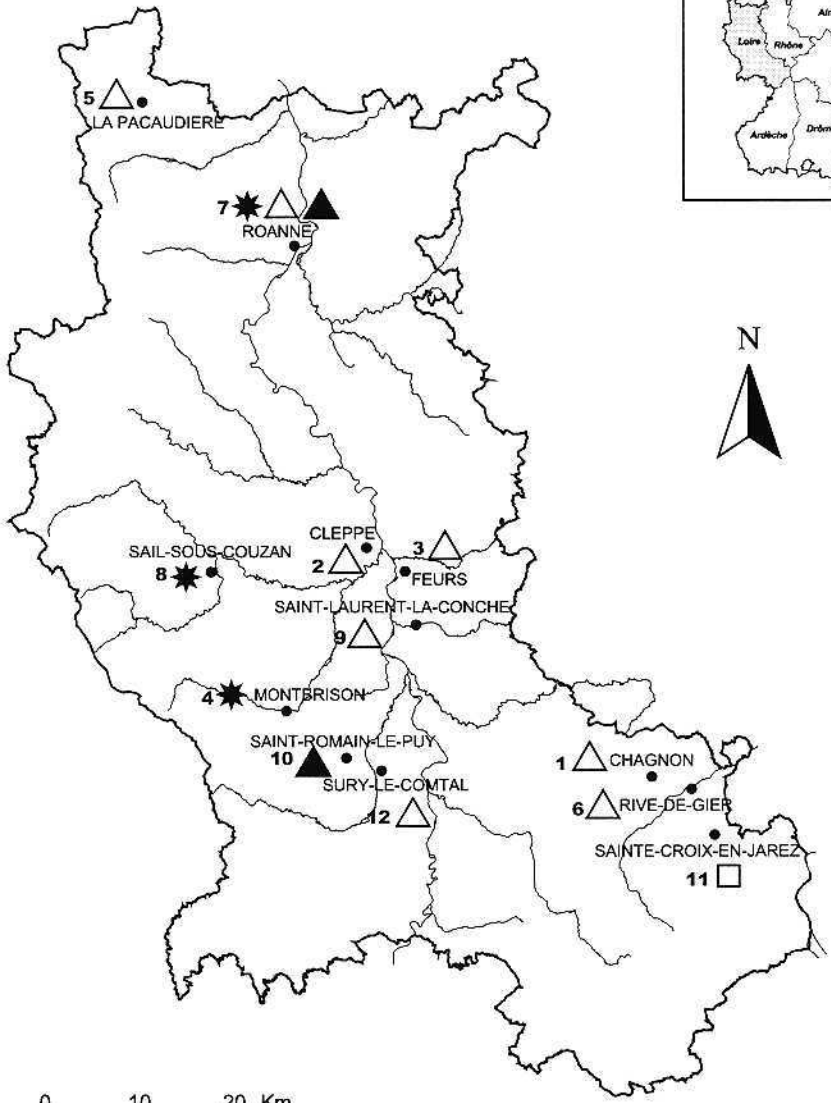 Ain
Loire
Rhône
Ardèche
5
LA PACAUDIERE
7
ROANNE
N
CLEPPE
3
SAIL-SOUS-COUZAN
2
8
FEURS
SAINT-LAURENT-LA-CONCHE
9
4 MONTBRISON
SAINT-ROMAIN-LE-PUY
10
1 CHAGNON
SURY-LE-COMTAL
12
6 RIVE-DE-GIER
SAINTE-CROIX-EN-JAREZ
11
0 10 20 Km